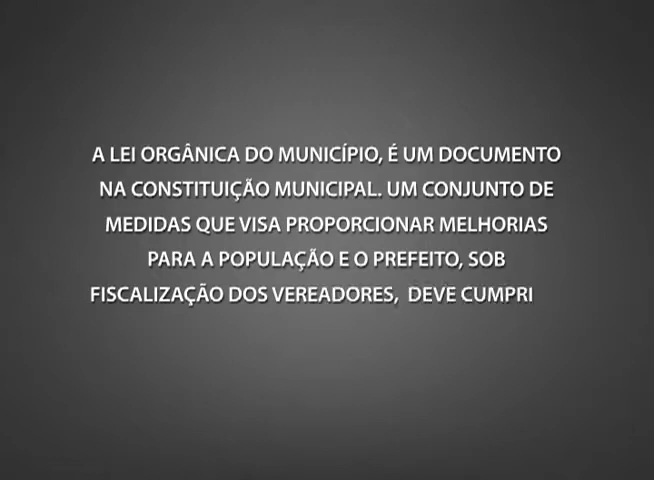 A LEI ORGÂNICA DO MUNICÍPIO, É UM DOCUMENTO
NA CONSTITUIÇÃO MUNICIPAL. UM CONJUNTO DE
MEDIDAS QUE VISA PROPORCIONAR MELHORIAS
PARA A POPULAÇÃO E O PREFEITO, SOB
FISCALIZAÇÃO DOS VEREADORES, DEVE CUMPRI